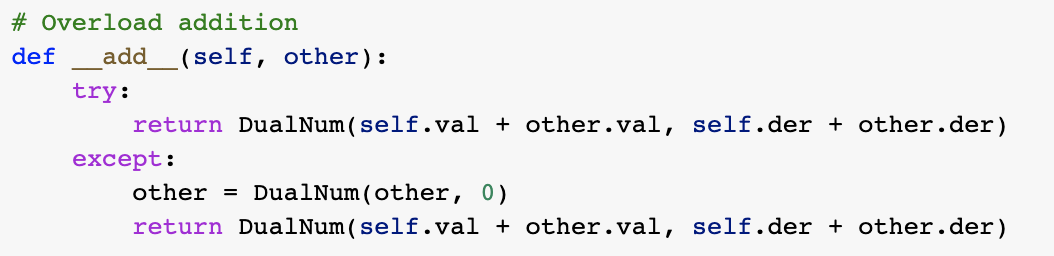 # Overload addition
def __add__(self, other):
    try:
        return DualNum(self.val + other.val, self.der + other.der)
    except:
        other = DualNum(other, 0)
        return DualNum(self.val + other.val, self.der + other.der)